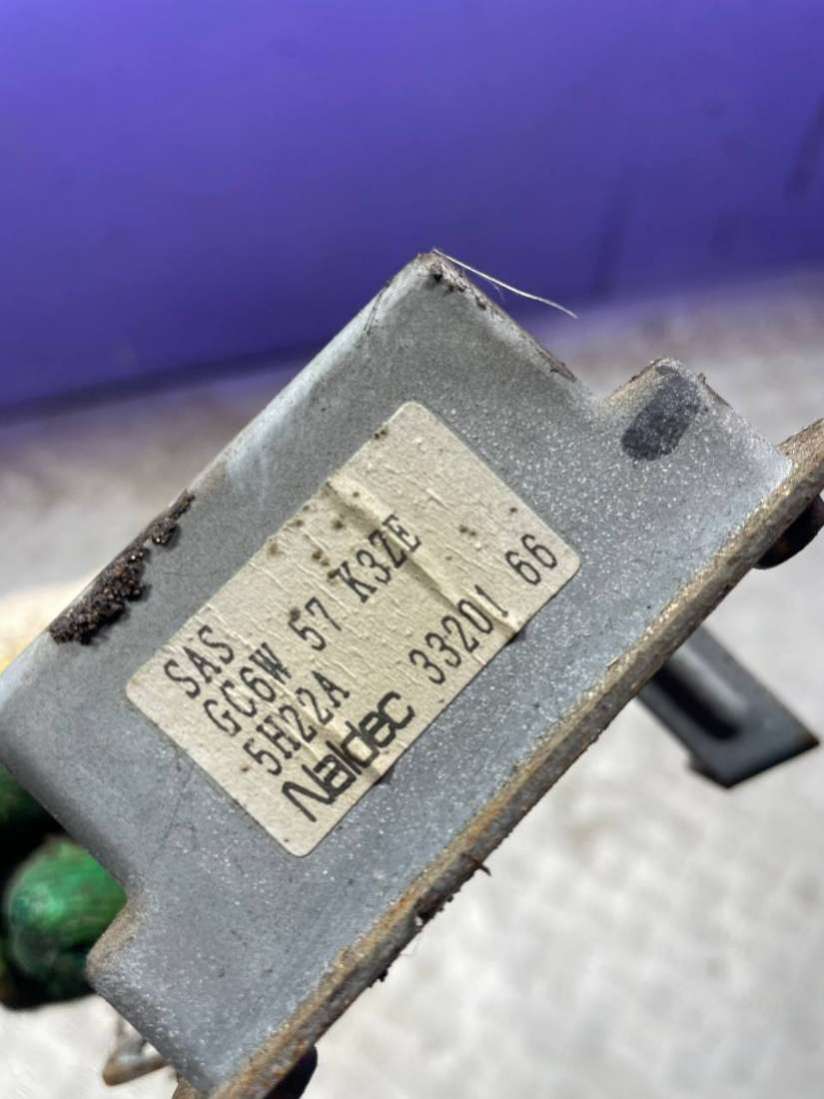 SAS
GC6W 57 K3ZE
5H22A 33201 66
Naldec